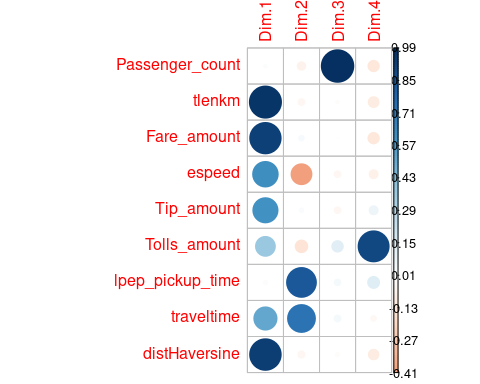 Dim.1 Dim.2 Dim.3 Dim.4
0.99
Passenger_count
0.85
tlenkm
0.71
Fare_amount
0.57
espeed
0.43
Tip_amount
0.29
Tolls_amount
0.15
0.01
lpep_pickup_time
-0.13
traveltime
-0.27
distHaversine
-0.41